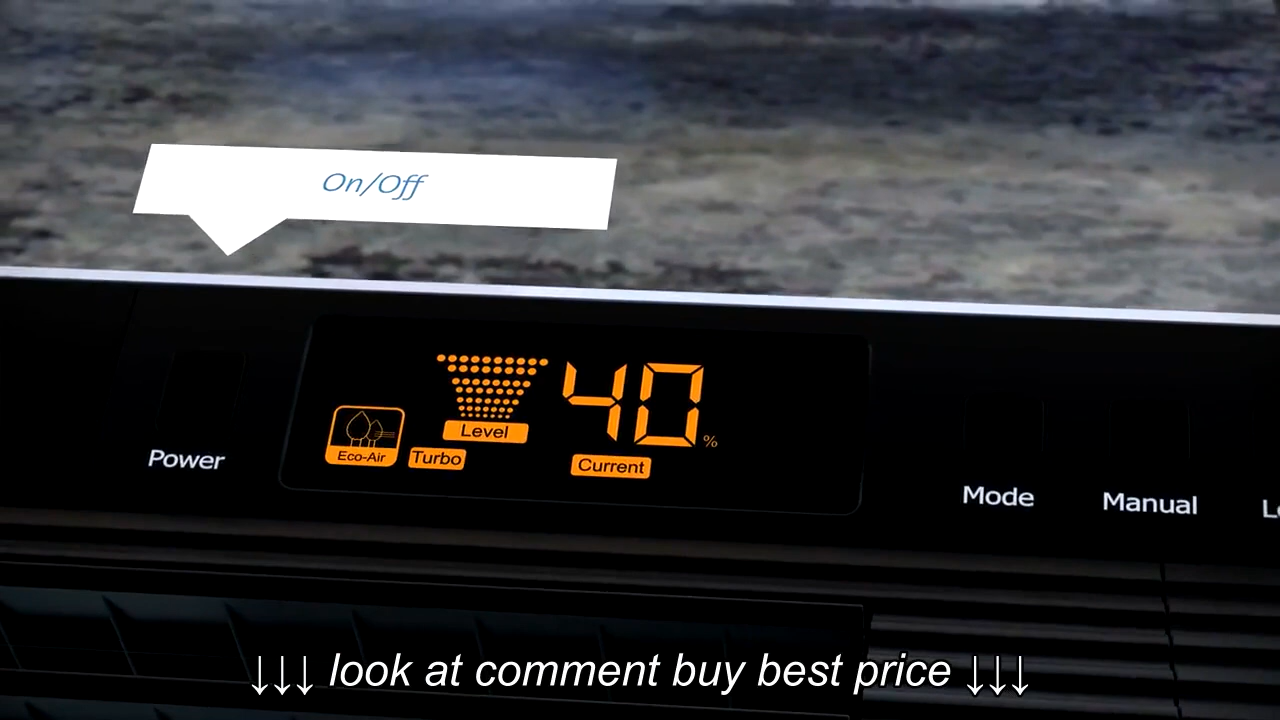 On/Off
40%
Level
Eco-Air
Turbo
Current
Power
Mode
Manual
↓↓↓ look at comment buy best price ↓↓↓